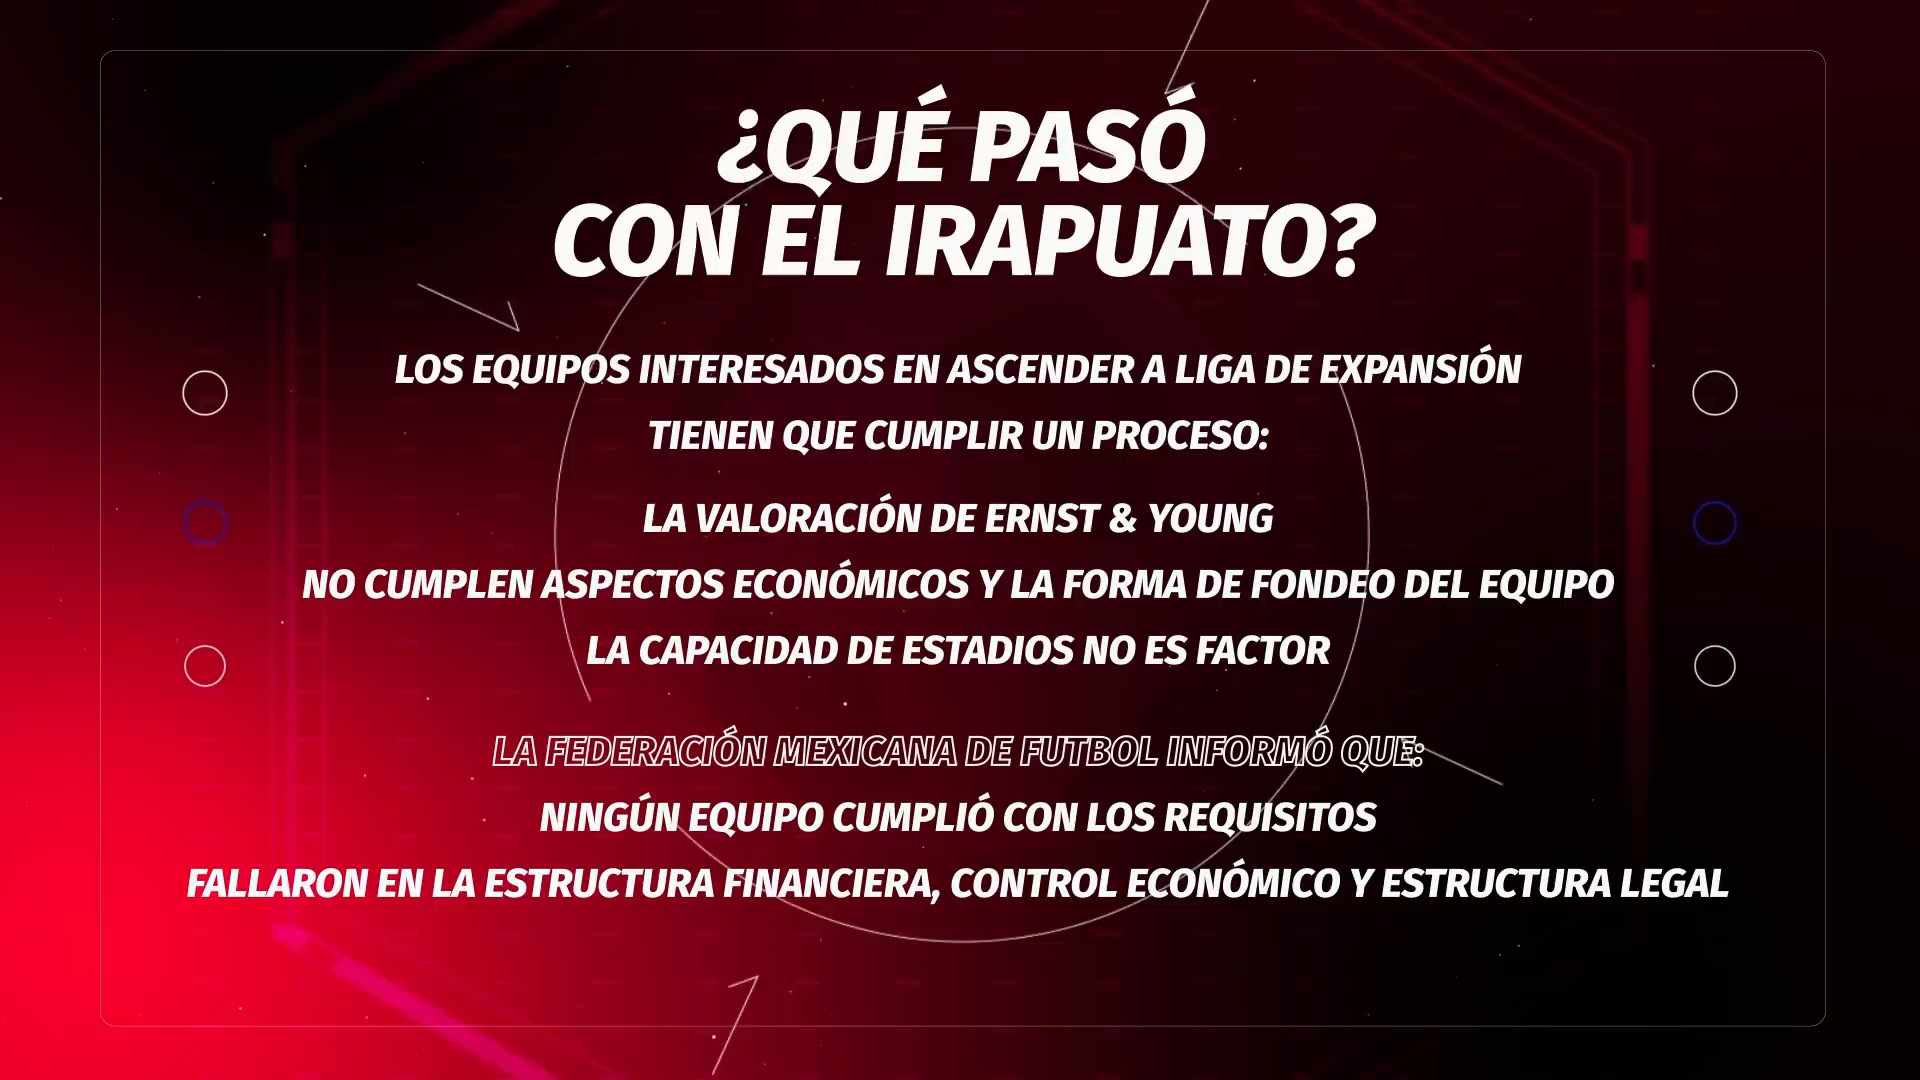 ¿QUÉ PASÓ
CON EL IRAPUATO?
LOS EQUIPOS INTERESADOS EN ASCENDER A LIGA DE EXPANSIÓN
TIENEN QUE CUMPLIR UN PROCESO:
LA VALORACIÓN DE ERNST & YOUNG
NO CUMPLEN ASPECTOS ECONÓMICOS Y LA FORMA DE FONDEO DEL EQUIPO
LA CAPACIDAD DE ESTADIOS NO ES FACTOR
LA FEDERACIÓN MEXICANA DE FUTBOL INFORMÓ QUE:
NINGÚN EQUIPO CUMPLIÓ CON LOS REQUISITOS
FALLARON EN LA ESTRUCTURA FINANCIERA, CONTROL ECONÓMICO Y ESTRUCTURA LEGAL